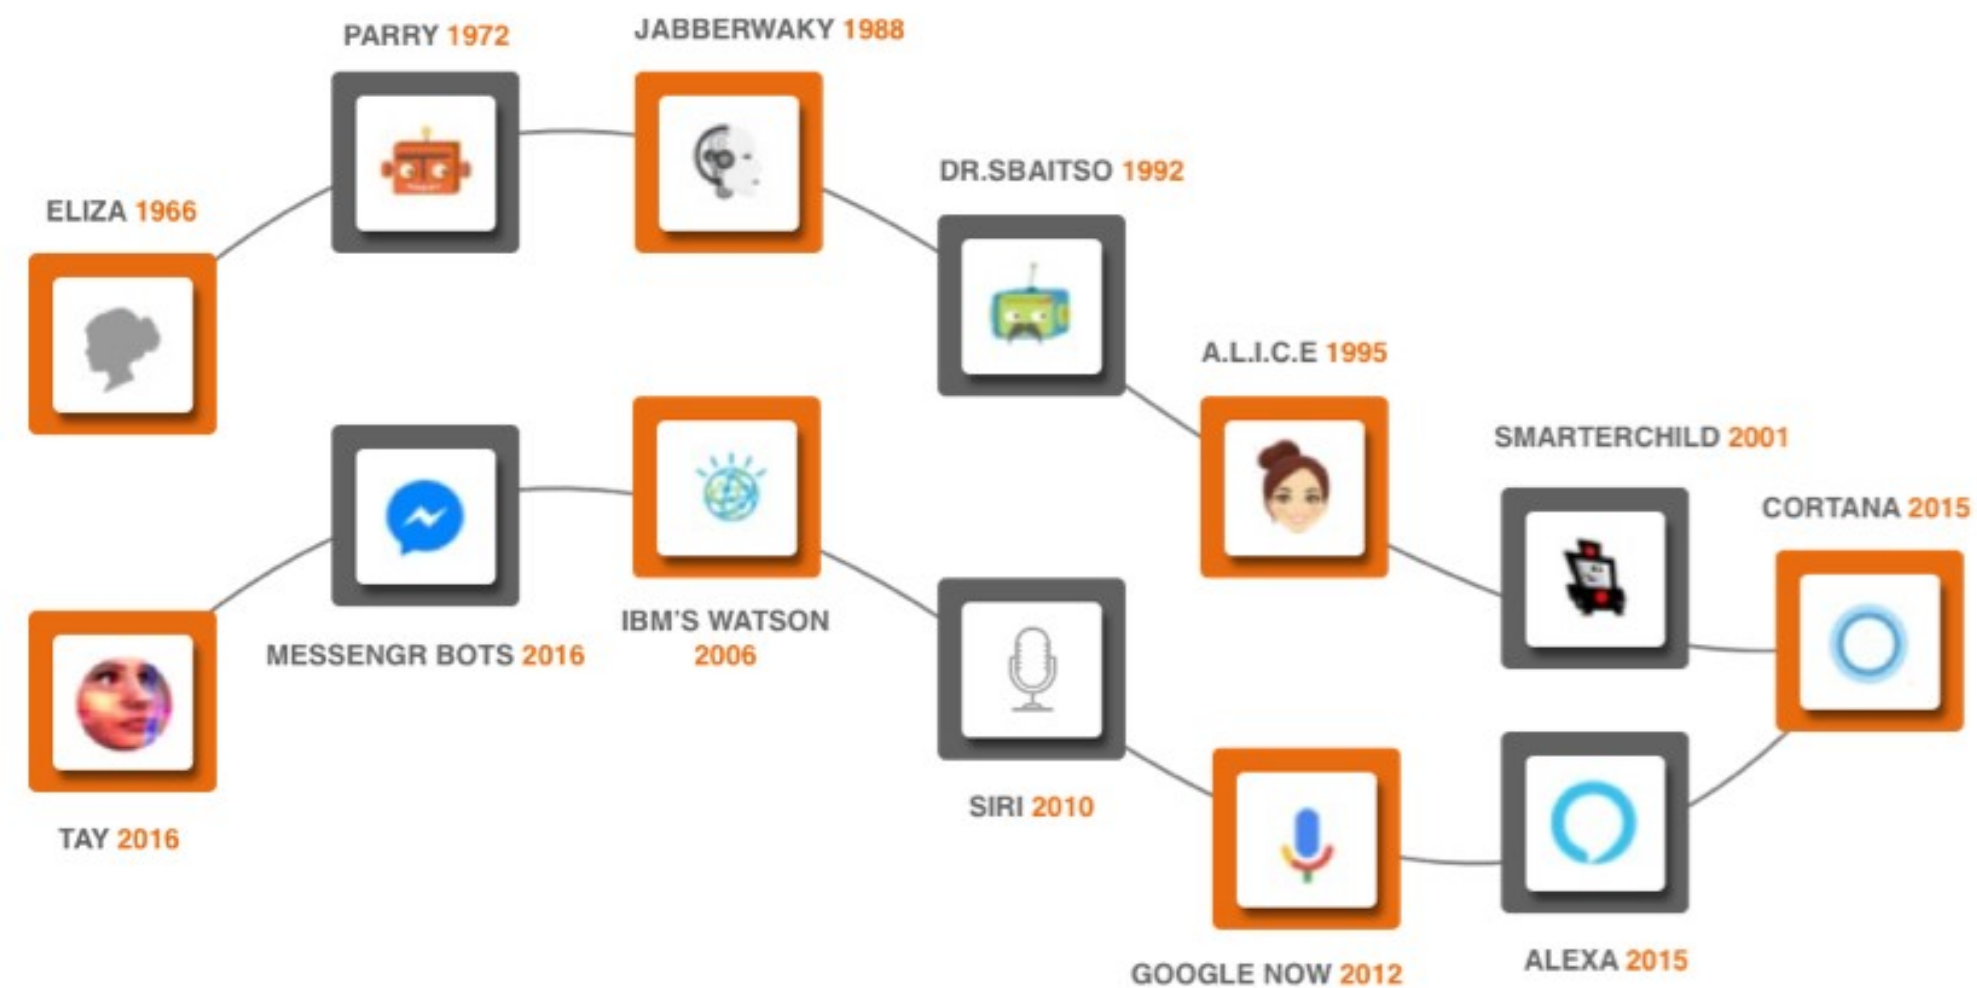 PARRY 1972
JABBERWAKY 1988
DR.SBAITSO 1992
ELIZA 1966
A.L.I.C.E 1995
SMARTERCHILD 2001
CORTANA 2015
IBM'S WATSON
2006
MESSENGR BOTS 2016
SIRI 2010
TAY 2016
ALEXA 2015
GOOGLE NOW 2012